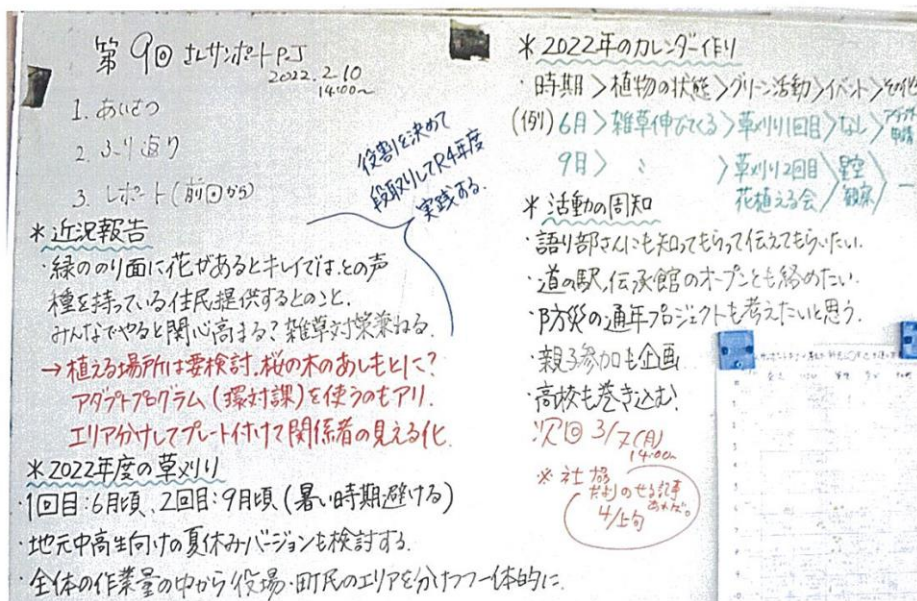 第9回 サポートP.J
2022.2.10
14:00~
1. あいさつ
2. ふり返り
3. レポート(前回から)
役割を決めて
段取りしてR4年度
実践ある.
*近況報告
・緑ののり面に花があるとキレイでは、との声
種を持っている住民提供するとのこと.
みんなでやると関心高まる?雑草対策兼ねる.
→植える場所は要検討.桜の木のあしもとに?
アダプトプログラム(環対課)を使うのもアリ.
エリア分けしてプレート付けて関係者の見える化.
*2022年度の草刈り
・1回目:6月頃、2回目:9月頃(暑い時期避ける)
・地元中高生向けの夏休みバージョンも検討する.
・全体の作業量の中から役場・町民のエリアを分けつつ一体的に.
*2022年のカレンダー作り
・時期>植物の状態>グリーン活動>イベント>その他
(例)6月>雑草伸びてくる>草刈り1回目>なし>
9月>〃>草刈り2回目>星空
花植える会 観察
*活動の周知
・語り部さんにも知ってもらって伝えてもらいたい.
・道の駅、伝承館のオープンとも絡めたい.
・防災の通年プロジェクトも考えたいと思う.
・親子参加も企画
・高校も巻き込む!
次回 3/7(月)
14:00~
※社協
だよりのせる記事
あれば。
4/上旬